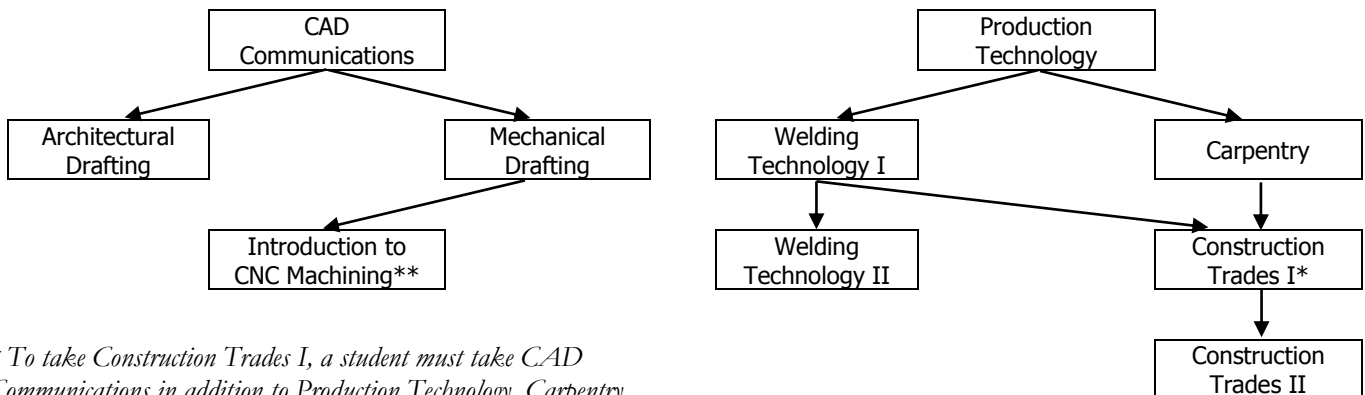 CAD
Communications
Production
Technology
Architectural
Drafting
Mechanical
Drafting
Welding
Technology I
Carpentry
Introduction to
CNC Machining**
Welding
Technology II
Construction
Trades I*
Construction
Trades II
To take Construction Trades I, a student must take CAD
Communications in addition to Production Technology, Carpentry